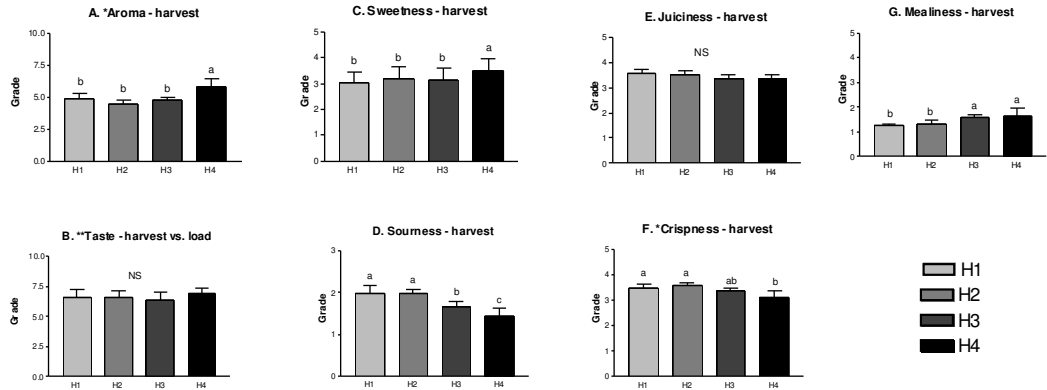 A. *Aroma - harvest
Grade
10.0
7.5
5.0
2.5
0.0
b
b
b
a
H1
H2
H3
H4
C. Sweetness - harvest
Grade
5
4
3
2
1
0
b
b
b
a
H1
H2
H3
H4
E. Juiciness - harvest
Grade
5
4
3
2
1
0
NS
H1
H2
H3
H4
G. Mealiness - harvest
Grade
5
4
3
2
1
0
b
b
a
a
H1
H2
H3
H4
B. **Taste - harvest vs. load
Grade
10.0
7.5
5.0
2.5
0.0
NS
H1
H2
H3
H4
D. Sourness - harvest
Grade
3
2
1
0
a
a
b
c
H1
H2
H3
H4
F. *Crispness - harvest
Grade
5
4
3
2
1
0
a
a
ab
b
H1
H2
H3
H4
H1
H2
H3
H4